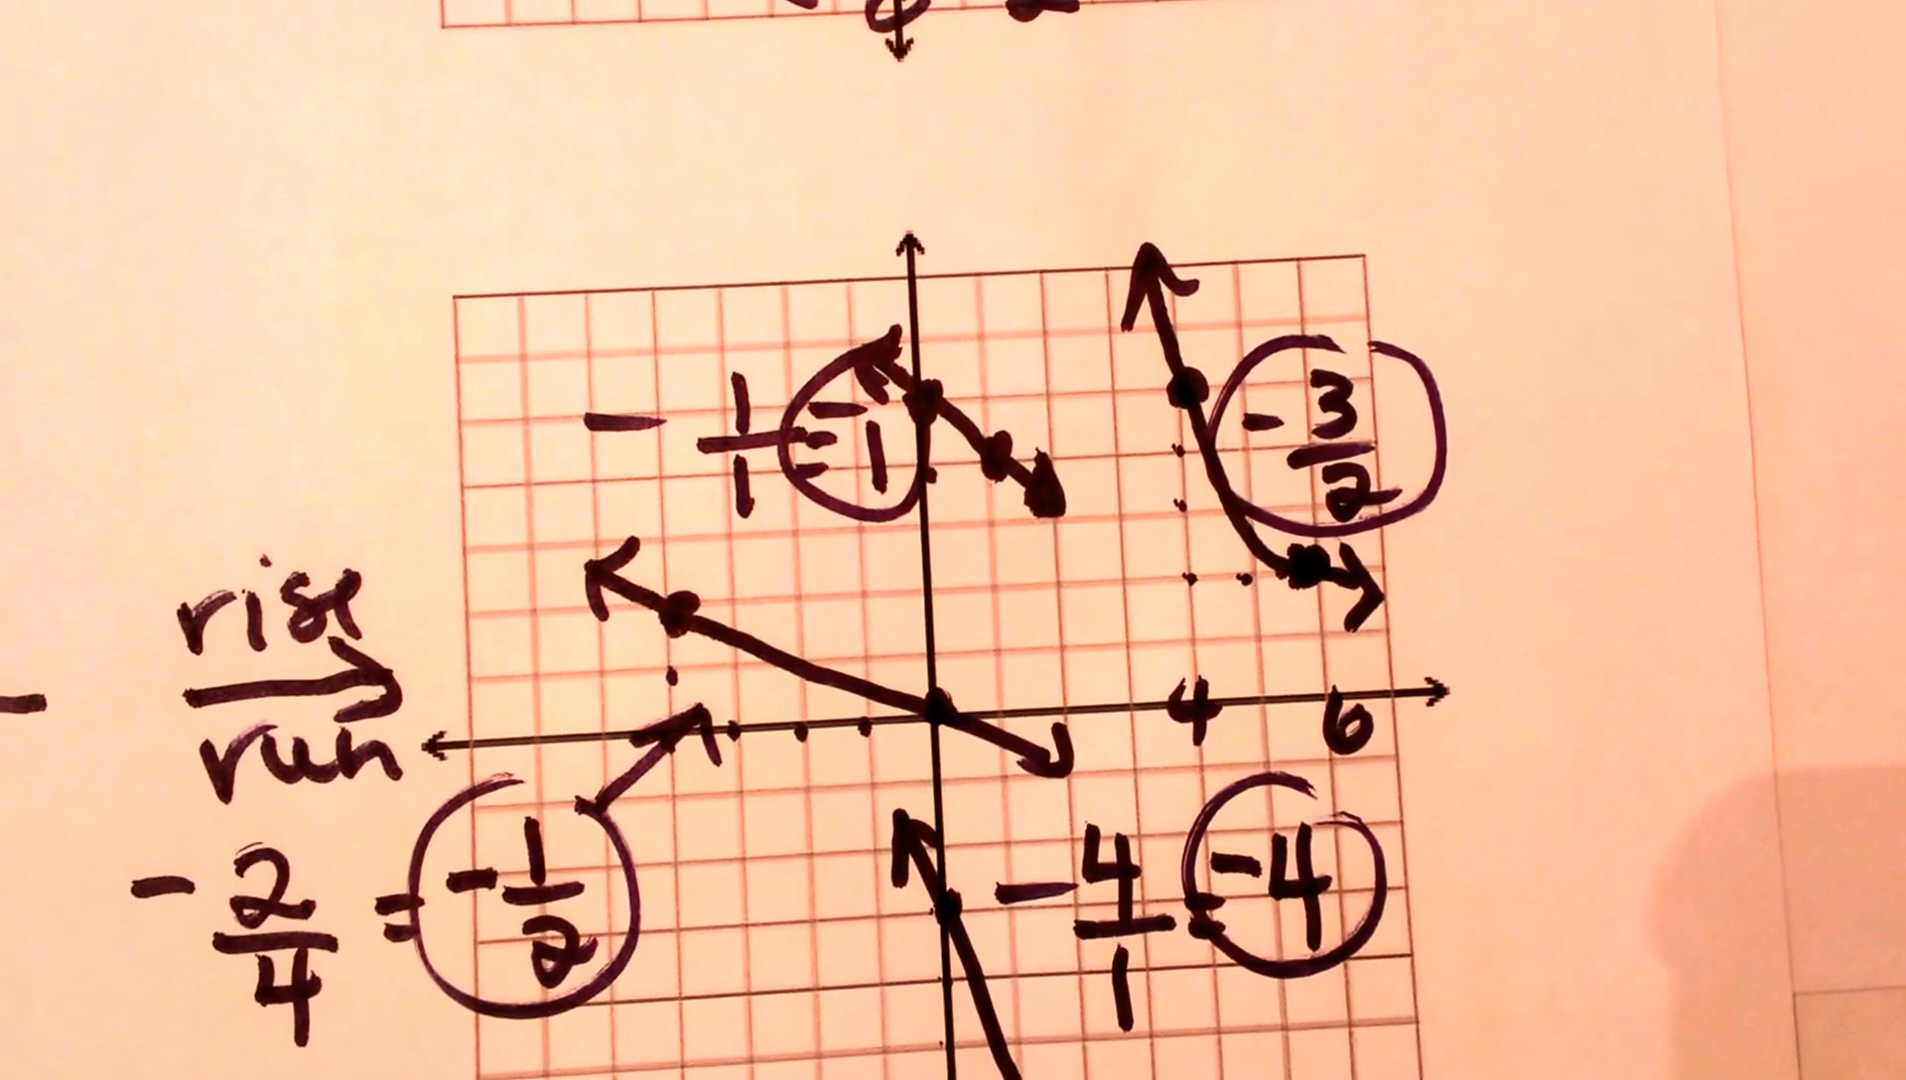 - 1/1 = -1
- 3/2
rise
run
4 6
- 2/4 = - 1/2
- 4/1 = -4